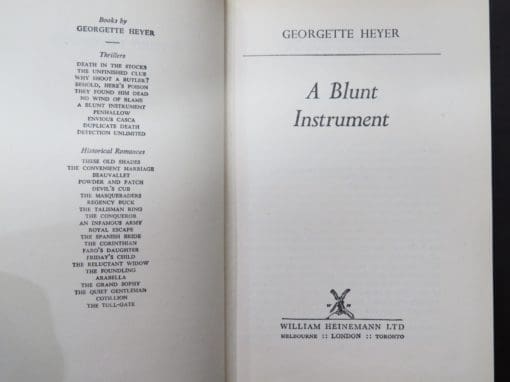 Books by
GEORGETTE HEYER
Thrillers
DEATH IN THE STOCKS
THE UNFINISHED CLUE
WHY SHOOT A BUTLER?
BEHOLD, HERE'S POISON
THEY FOUND HIM DEAD
NO WIND OF BLAME
A BLUNT INSTRUMENT
PENHALLOW
ENVIOUS CASCA
DUPLICATE DEATH
DETECTION UNLIMITED
Historical Romances
THESE OLD SHADES
THE CONVENIENT MARRIAGE
BEAUVALLET
POWDER AND PATCH
DEVIL'S CUB
THE MASQUERADERS
REGENCY BUCK
THE TALISMAN RING
THE CONQUEROR
AN INFAMOUS ARMY
ROYAL ESCAPE
THE SPANISH BRIDE
THE CORINTHIAN
FARO'S DAUGHTER
FRIDAY'S CHILD
THE RELUCTANT WIDOW
THE FOUNDLING
ARABELLA
THE GRAND SOPHY
THE QUIET GENTLEMAN
COTILLION
THE TOLL-GATE
GEORGETTE HEYER
A Blunt
Instrument
WILLIAM HEINEMANN LTD
MELBOURNE :: LONDON :: TORONTO